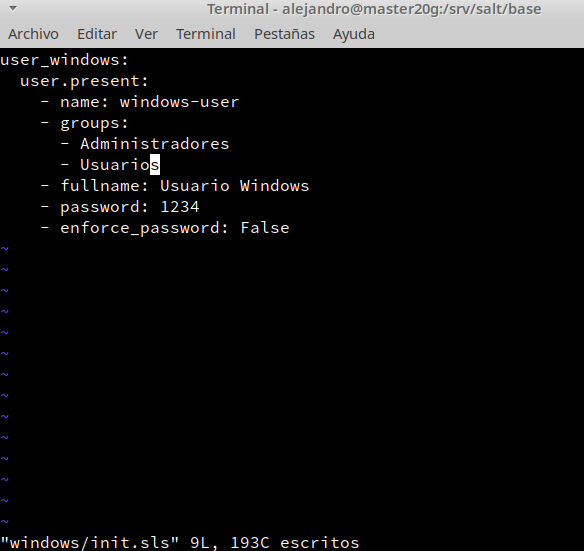 Terminal - alejandro@master20g:/srv/salt/base
Archivo Editar Ver Terminal Pestañas Ayuda
user_windows:
  user.present:
    - name: windows-user
    - groups:
      - Administradores
      - Usuarios
    - fullname: Usuario Windows
    - password: 1234
    - enforce_password: False
~
~
~
~
~
~
~
~
~
~
~
~
~
~
"windows/init.sls" 9L, 193C escritos